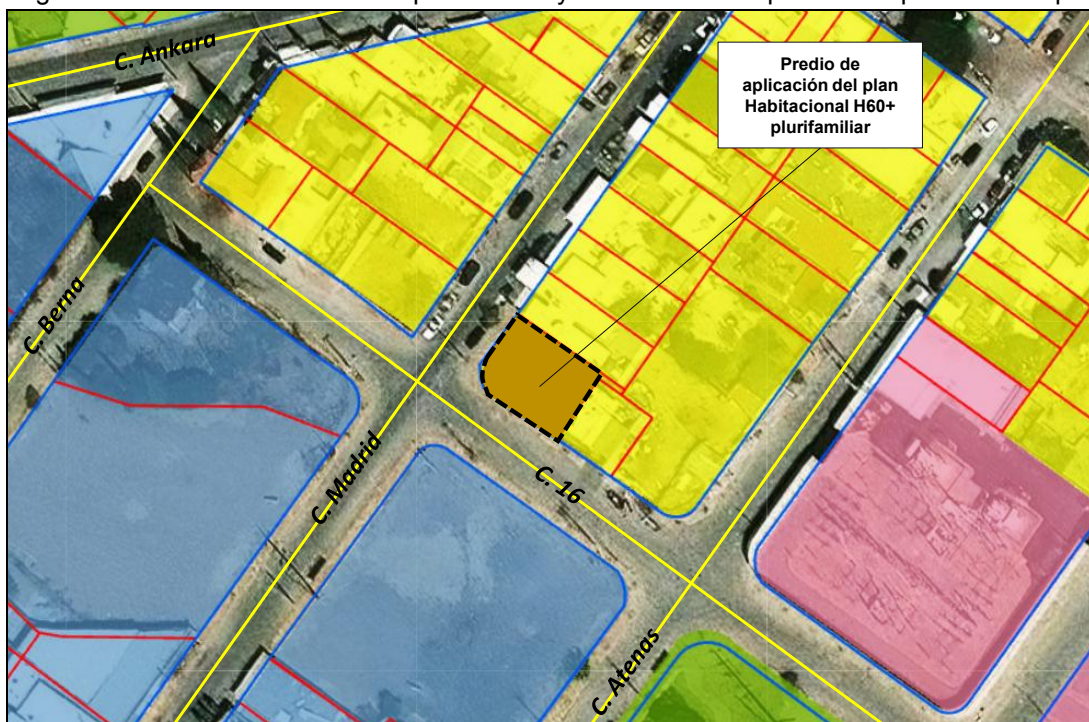 C. Ankara
Predio de
aplicación del plan
Habitacional H60+
plurifamiliar
C. Berna
C. Madrid
C. 16
C. Atenas